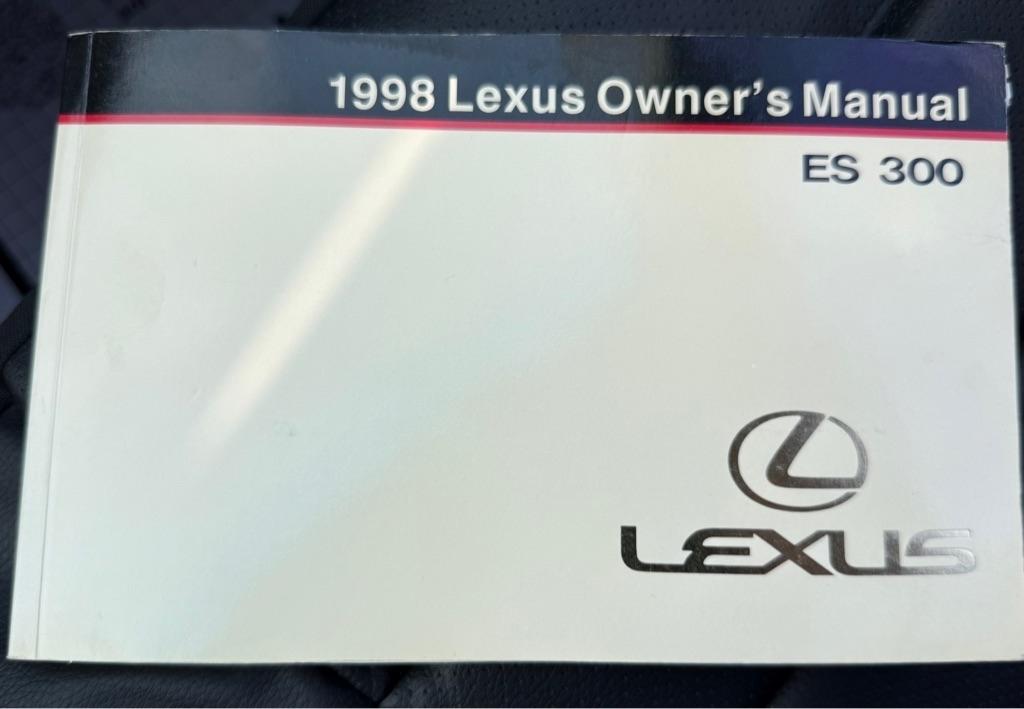 1998 Lexus Owner's Manual
ES 300
LEXUS